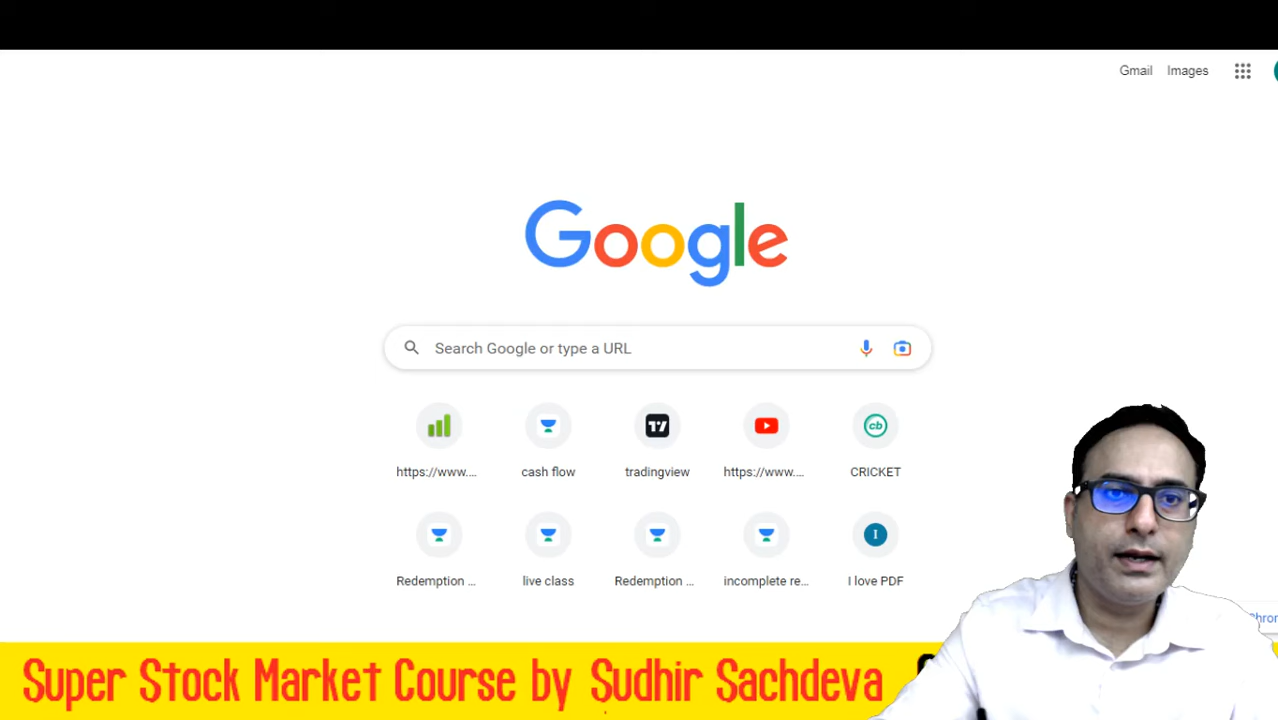 Gmail Images
Google
Search Google or type a URL
https://www.... cash flow tradingview https://www.... CRICKET
Redemption ... live class Redemption ... incomplete re... I love PDF
Super Stock Market Course by Sudhir Sachdeva